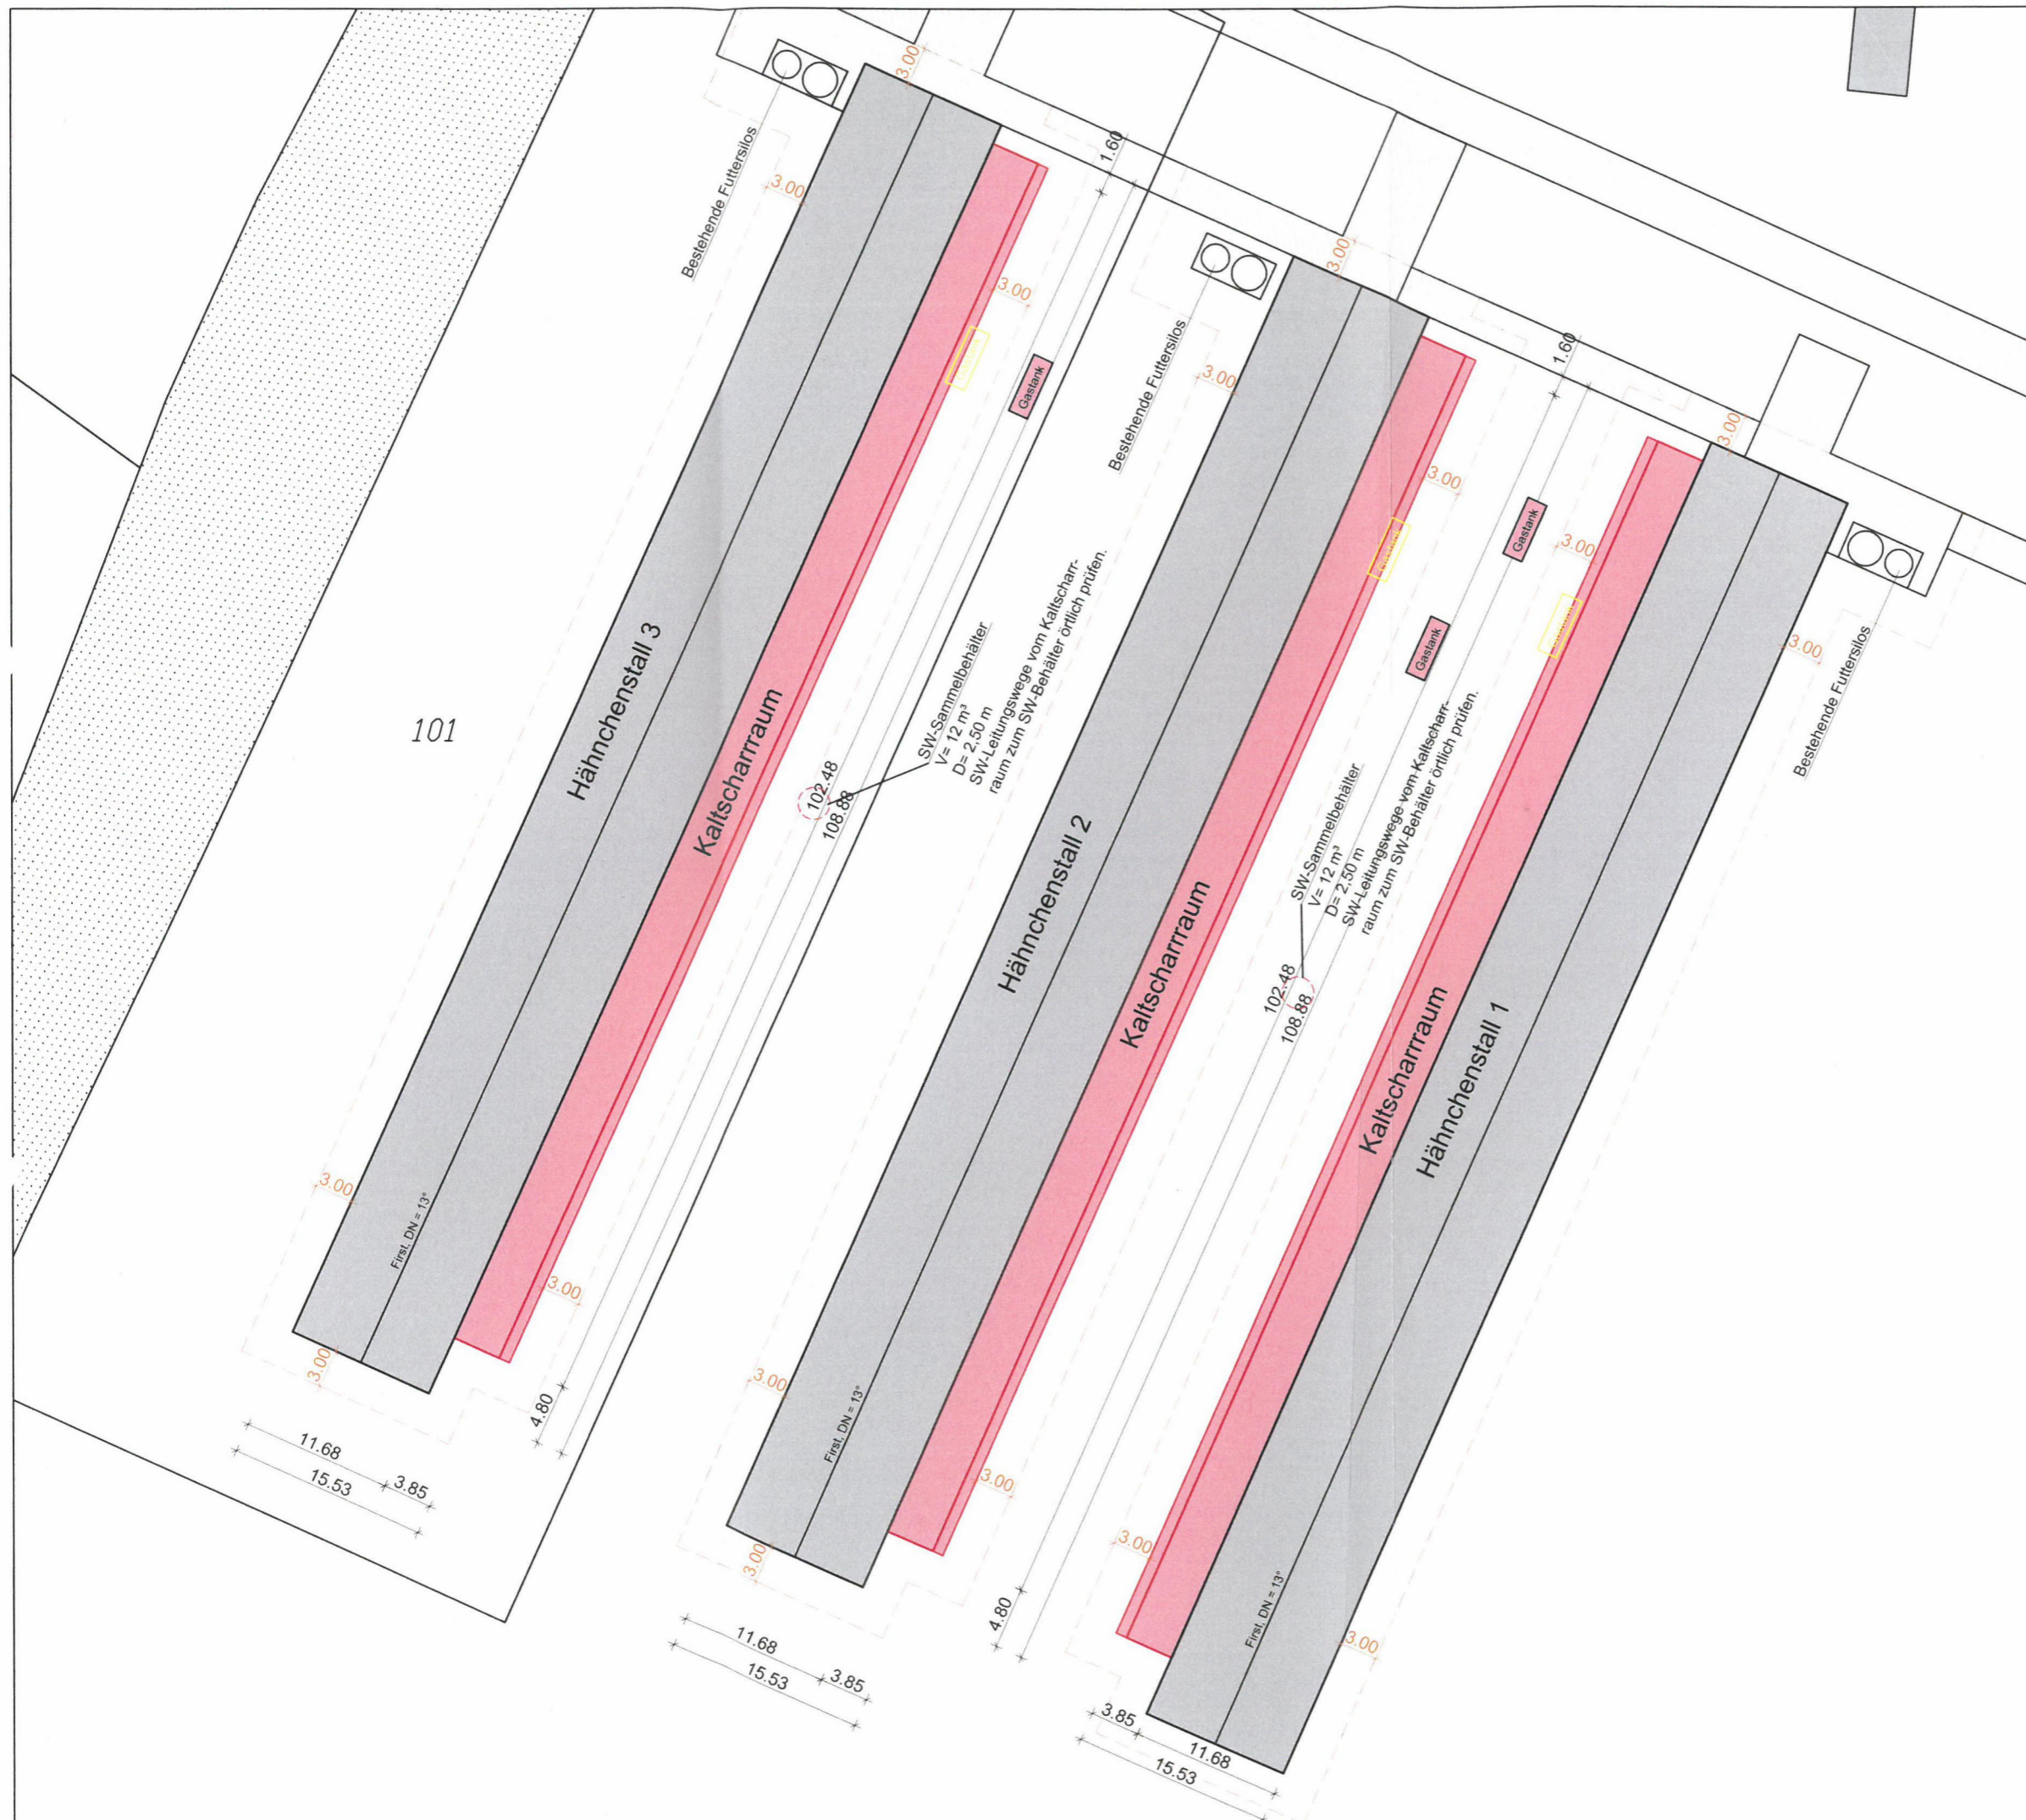 3.00
Bestehende Futtersilos
3.00
1.60
3.00
Gastank
Hähnchenstall 3
Kaltscharrraum
101
102.48
108.88
SW-Sammelbehälter
V= 12 m³
D= 2,50 m
SW-Leitungswege vom Kaltscharr-
raum zum SW-Behälter örtlich prüfen.
3.00
First, DN = 13°
3.00
3.00
4.80
11.68
3.85
15.53
3.00
Bestehende Futtersilos
3.00
1.60
3.00
Gastank
Gastank
Hähnchenstall 2
Kaltscharrraum
102.48
108.88
SW-Sammelbehälter
V= 12 m³
D= 2,50 m
SW-Leitungswege vom Kaltscharr-
raum zum SW-Behälter örtlich prüfen.
3.00
First, DN = 13°
3.00
3.00
4.80
11.68
3.85
15.53
3.00
3.00
3.00
Bestehende Futtersilos
Kaltscharrraum
Hähnchenstall 1
3.00
First, DN = 13°
3.00
3.85
11.68
15.53